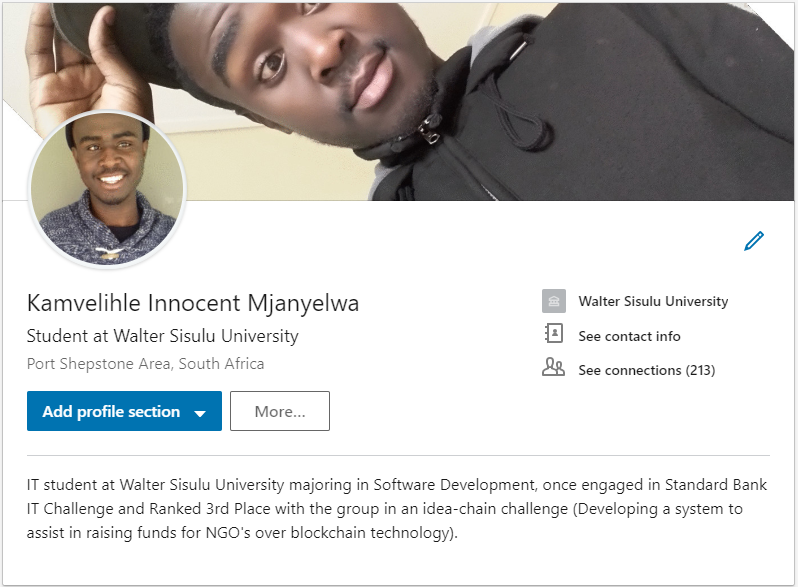 Kamvelihle Innocent Mjanyelwa
Student at Walter Sisulu University
Port Shepstone Area, South Africa
Add profile section
More...
Walter Sisulu University
See contact info
See connections (213)
IT student at Walter Sisulu University majoring in Software Development, once engaged in Standard Bank
IT Challenge and Ranked 3rd Place with the group in an idea-chain challenge (Developing a system to
assist in raising funds for NGO's over blockchain technology).